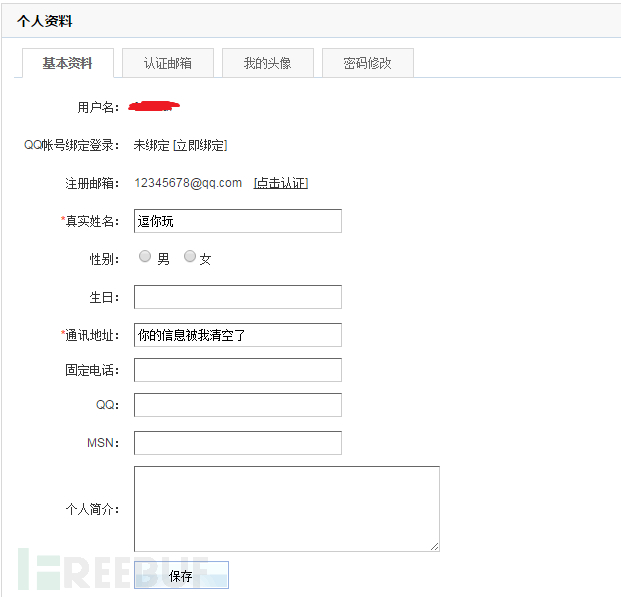 个人资料
基本资料 认证邮箱 我的头像 密码修改
用户名：
QQ帐号绑定登录： 未绑定 [立即绑定]
注册邮箱： 12345678@qq.com [点击认证]
*真实姓名： 逗你玩
性别： 男 女
生日：
*通讯地址： 你的信息被我清空了
固定电话：
QQ：
MSN：
个人简介：
FREEBUF
保存